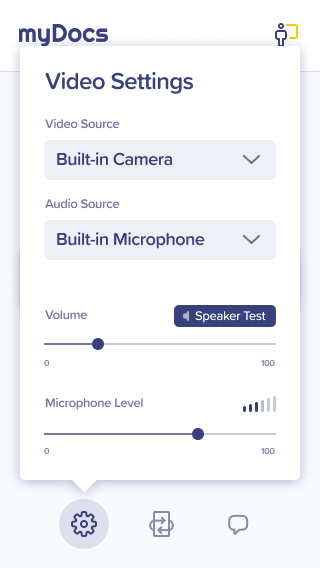 myDocs
Video Settings
Video Source
Built-in Camera
Audio Source
Built-in Microphone
Volume
Speaker Test
0 100
Microphone Level
0 100